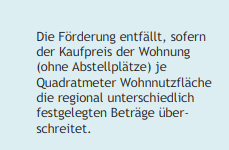 Die Förderung entfällt, sofern
der Kaufpreis der Wohnung
(ohne Abstellplätze) je
Quadratmeter Wohnnutzfläche
die regional unterschiedlich
festgelegten Beträge über-
schreitet.